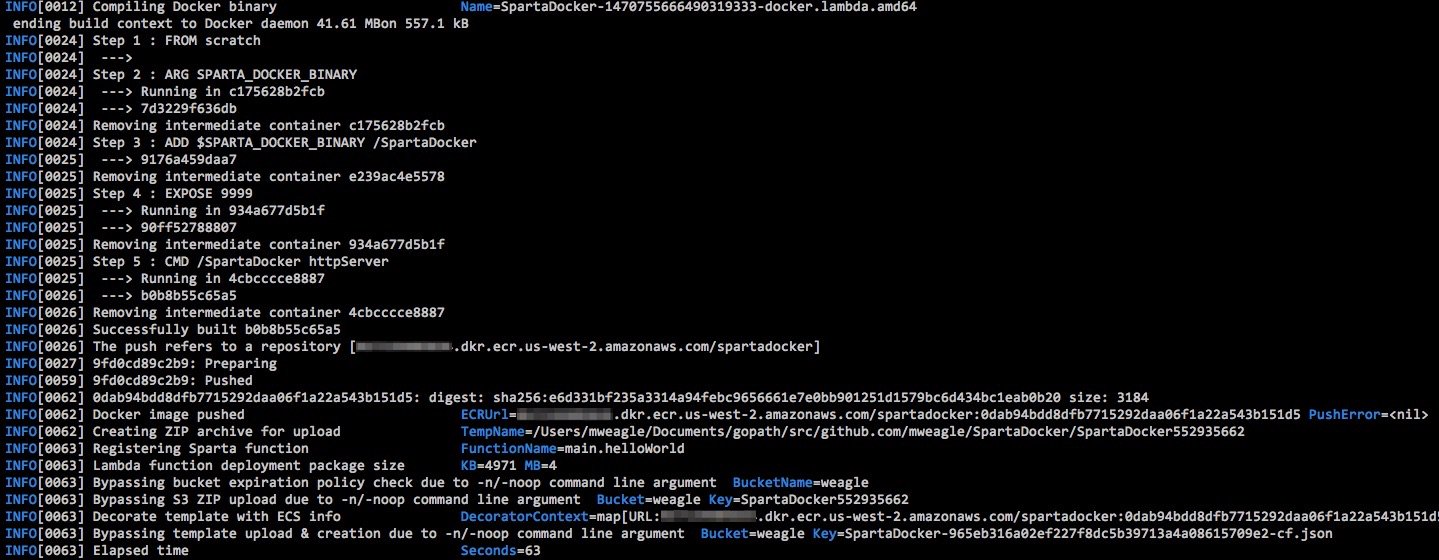 INFO[0012] Compiling Docker binary Name=SpartaDocker-1470755666490319333-docker.lambda.amd64
ending build context to Docker daemon 41.61 MBon 557.1 kB
INFO[0024] Step 1 : FROM scratch
INFO[0024]  --->
INFO[0024] Step 2 : ARG SPARTA_DOCKER_BINARY
INFO[0024]  ---> Running in c175628b2fcb
INFO[0024]  ---> 7d3229f636db
INFO[0024] Removing intermediate container c175628b2fcb
INFO[0024] Step 3 : ADD $SPARTA_DOCKER_BINARY /SpartaDocker
INFO[0025]  ---> 9176a459daa7
INFO[0025] Removing intermediate container e239ac4e5578
INFO[0025] Step 4 : EXPOSE 9999
INFO[0025]  ---> Running in 934a677d5b1f
INFO[0025]  ---> 90ff52788807
INFO[0025] Removing intermediate container 934a677d5b1f
INFO[0025] Step 5 : CMD /SpartaDocker httpServer
INFO[0025]  ---> Running in 4cbcccce8887
INFO[0026]  ---> b0b8b55c65a5
INFO[0026] Removing intermediate container 4cbcccce8887
INFO[0026] Successfully built b0b8b55c65a5
INFO[0026] The push refers to a repository [ .dkr.ecr.us-west-2.amazonaws.com/spartadocker]
INFO[0027] 9fd0cd89c2b9: Preparing
INFO[0059] 9fd0cd89c2b9: Pushed
INFO[0062] 0dab94bdd8dfb7715292daa06f1a22a543b151d5: digest: sha256:e6d331bf235a3314a94febc9656661e7e0bb901251d1579bc6d434bc1eab0b20 size: 3184
INFO[0062] Docker image pushed ECRUrl= .dkr.ecr.us-west-2.amazonaws.com/spartadocker:0dab94bdd8dfb7715292daa06f1a22a543b151d5 PushError=<nil>
INFO[0062] Creating ZIP archive for upload TempName=/Users/mweagle/Documents/gopath/src/github.com/mweagle/SpartaDocker/SpartaDocker552935662
INFO[0063] Registering Sparta function FunctionName=main.helloWorld
INFO[0063] Lambda function deployment package size KB=4971 MB=4
INFO[0063] Bypassing bucket expiration policy check due to -n/-noop command line argument BucketName=weagle
INFO[0063] Bypassing S3 ZIP upload due to -n/-noop command line argument Bucket=weagle Key=SpartaDocker552935662
INFO[0063] Decorate template with ECS info DecoratorContext=map[URL: .dkr.ecr.us-west-2.amazonaws.com/spartadocker:0dab94bdd8dfb7715292daa06f1a22a543b151d5
INFO[0063] Bypassing template upload & creation due to -n/-noop command line argument Bucket=weagle Key=SpartaDocker-965eb316a02ef227f8dc5b39713a4a08615709e2-cf.json
INFO[0063] Elapsed time Seconds=63